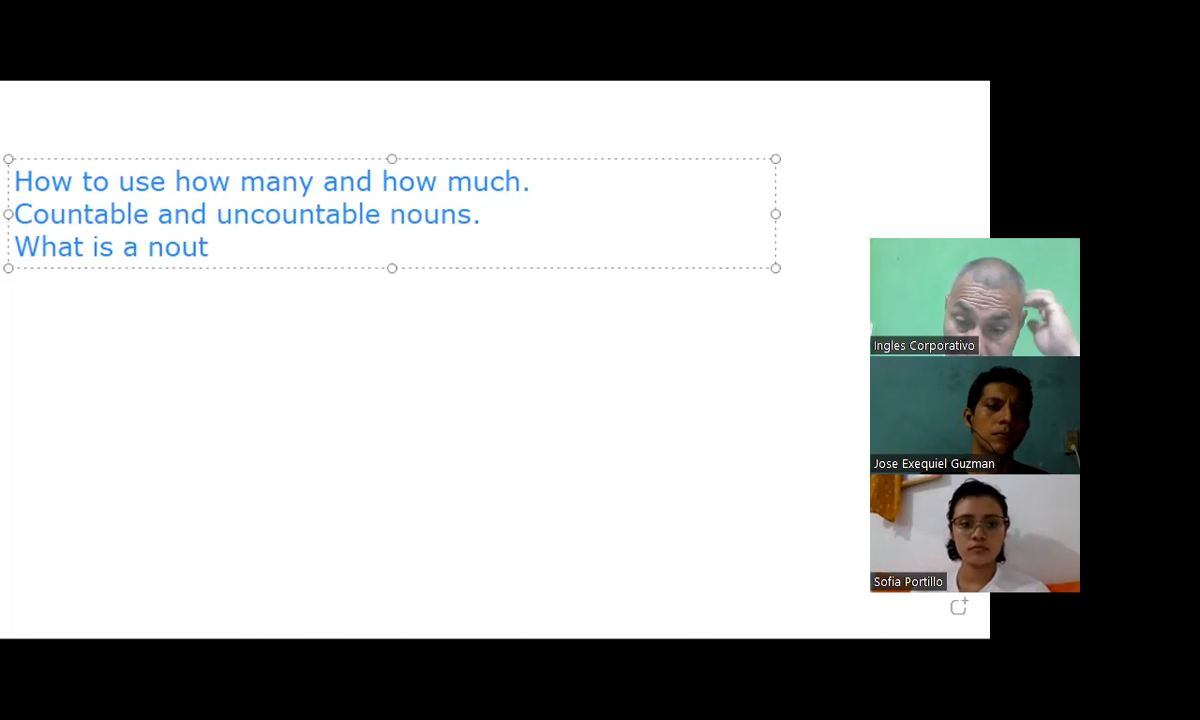 How to use how many and how much.
Countable and uncountable nouns.
What is a nout
Ingles Corporativo
Jose Exequiel Guzman
Sofía Portillo